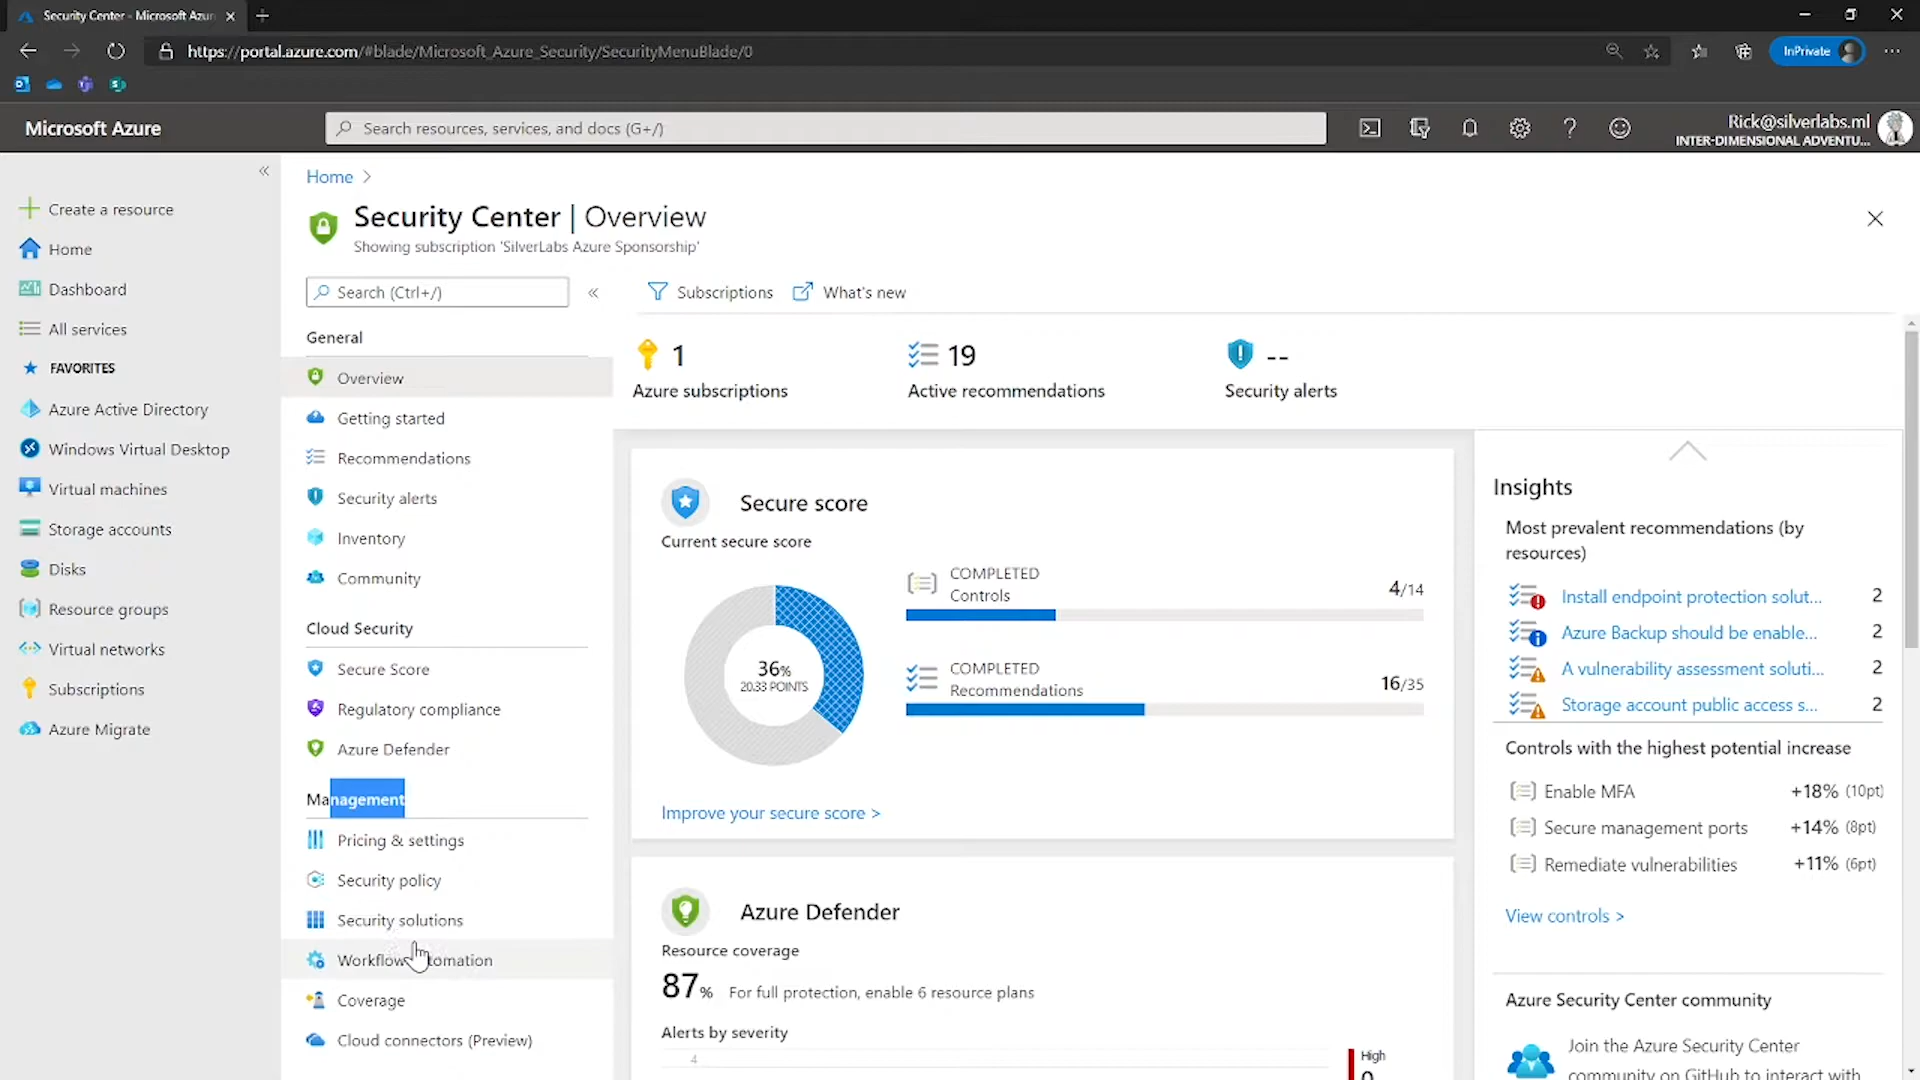 Security Center - Microsoft Azur
https://portal.azure.com/#blade/Microsoft_Azure_Security/SecurityMenuBlade/0
InPrivate
Microsoft Azure
Search resources, services, and docs (G+/)
Rick@silverlabs.ml
INTER-DIMENSIONAL ADVENTU...
Create a resource
Home
Dashboard
All services
FAVORITES
Azure Active Directory
Windows Virtual Desktop
Virtual machines
Storage accounts
Disks
Resource groups
Virtual networks
Subscriptions
Azure Migrate
Home >
Security Center | Overview
Showing subscription 'SilverLabs Azure Sponsorship'
Search (Ctrl+/)
General
Overview
Getting started
Recommendations
Security alerts
Inventory
Community
Cloud Security
Secure Score
Regulatory compliance
Azure Defender
Management
Pricing & settings
Security policy
Security solutions
Workflow automation
Coverage
Cloud connectors (Preview)
Subscriptions
What's new
1
Azure subscriptions
19
Active recommendations
--
Security alerts
Secure score
Current secure score
36%
20.33 POINTS
COMPLETED
Controls
4/14
COMPLETED
Recommendations
16/35
Improve your secure score >
Azure Defender
Resource coverage
87% For full protection, enable 6 resource plans
Alerts by severity
4
High
0
Insights
Most prevalent recommendations (by
resources)
Install endpoint protection solut... 2
Azure Backup should be enable... 2
A vulnerability assessment soluti... 2
Storage account public access s... 2
Controls with the highest potential increase
Enable MFA +18% (10pt)
Secure management ports +14% (8pt)
Remediate vulnerabilities +11% (6pt)
View controls >
Azure Security Center community
Join the Azure Security Center
community on GitHub to interact with